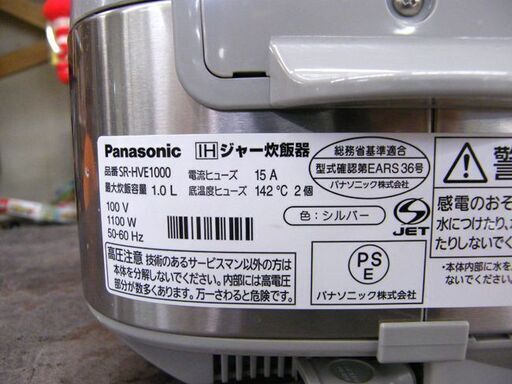 Panasonic IHジャー炊飯器
品番 SR-HVE1000 電流ヒューズ 15 A
最大炊飯容量 1.0 L 底温度ヒューズ 142℃ 2個
100 V
1100 W
50-60 Hz
色：シルバー
高圧注意 技術のあるサービスマン以外の方は
本体を分解しないでください。内部には高電圧
部分が数多くあります。万一さわると危険です。
総務省基準適合
型式確認第EARS 36号
パナソニック株式会社
JET
PS
E
パナソニック株式会社
警
感電のおそ
水につけたり、水
たりしないでく
・本体内部に水を
ないでください。